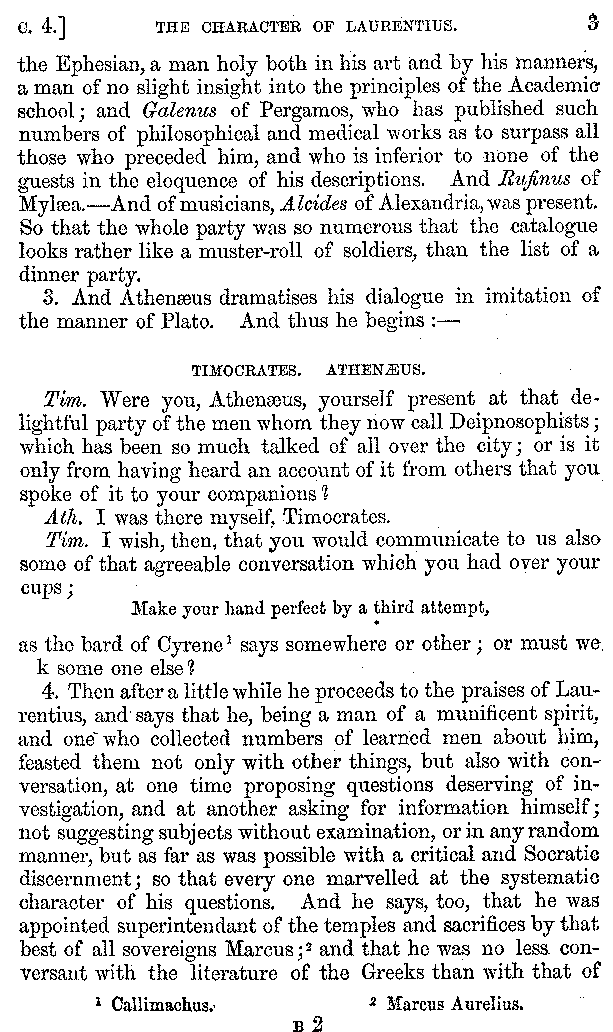 C. 4.] THE CHARACTER OF LAURENTIUS. 3
the Ephesian, a man holy both in his art and by his manners,
a man of no slight insight into the principles of the Academic
school; and Galenus of Pergamos, who has published such
numbers of philosophical and medical works as to surpass all
those who preceded him, and who is inferior to none of the
guests in the eloquence of his descriptions. And Rufinus of
Mylæa.—And of musicians, Alcides of Alexandria, was present.
So that the whole party was so numerous that the catalogue
looks rather like a muster-roll of soldiers, than the list of a
dinner party.
3. And Athenæus dramatises his dialogue in imitation of
the manner of Plato. And thus he begins :—
TIMOCRATES. ATHENÆUS.
Tim. Were you, Athenæus, yourself present at that de-
lightful party of the men whom they now call Deipnosophists;
which has been so much talked of all over the city; or is it
only from having heard an account of it from others that you
spoke of it to your companions?
Ath. I was there myself, Timocrates.
Tim. I wish, then, that you would communicate to us also
some of that agreeable conversation which you had over your
cups;
Make your hand perfect by a third attempt,
as the bard of Cyrene¹ says somewhere or other; or must we
k some one else?
4. Then after a little while he proceeds to the praises of Lau-
rentius, and says that he, being a man of a munificent spirit,
and one who collected numbers of learned men about him,
feasted them not only with other things, but also with con-
versation, at one time proposing questions deserving of in-
vestigation, and at another asking for information himself;
not suggesting subjects without examination, or in any random
manner, but as far as was possible with a critical and Socratic
discernment; so that every one marvelled at the systematic
character of his questions. And he says, too, that he was
appointed superintendant of the temples and sacrifices by that
best of all sovereigns Marcus;² and that he was no less con-
versant with the literature of the Greeks than with that of
¹ Callimachus. ² Marcus Aurelius.
B 2